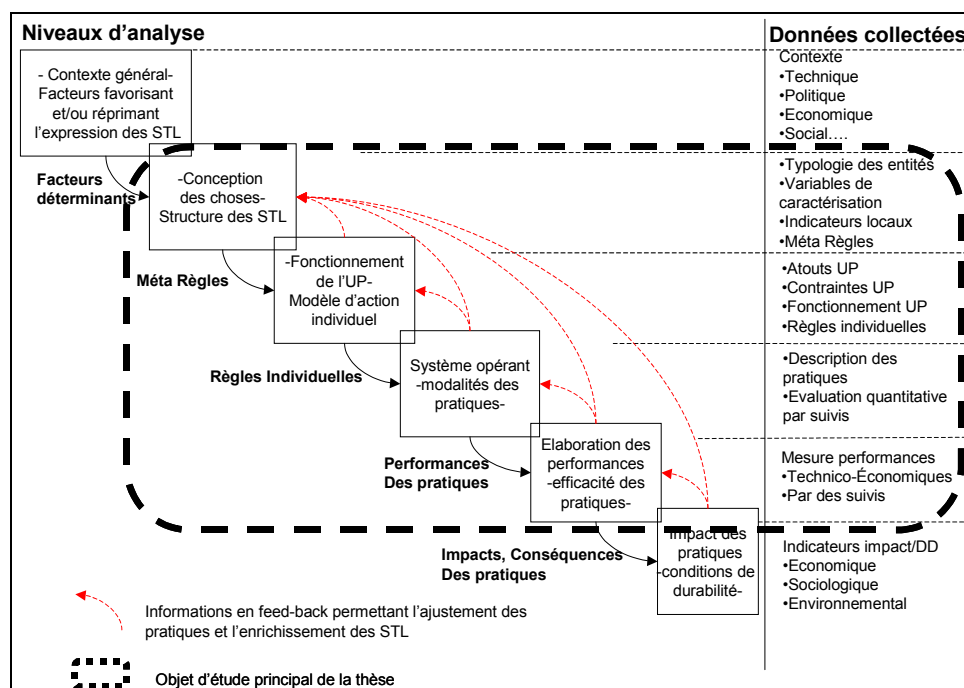 Niveaux d'analyse
Données collectées
- Contexte général-
Facteurs favorisant
et/ou réprimant
l'expression des STL
Contexte
•Technique
•Politique
•Economique
•Social….
Facteurs
déterminants
-Conception
des choses-
Structure des STL
•Typologie des entités
•Variables de
caractérisation
•Indicateurs locaux
•Méta Règles
Méta Règles
-Fonctionnement
de l'UP-
Modèle d'action
individuel
•Atouts UP
•Contraintes UP
•Fonctionnement UP
•Règles individuelles
Règles Individuelles
Système opérant
-modalités des
pratiques-
•Description des
pratiques
•Evaluation quantitative
par suivis
Performances
Des pratiques
Elaboration des
performances
-efficacité des
pratiques-
Mesure performances
•Technico-Économiques
•Par des suivis
Impacts, Conséquences
Des pratiques
Impact des
pratiques
-conditions de
durabilité-
Indicateurs impact/DD
•Economique
•Sociologique
•Environnemental
Informations en feed-back permettant l'ajustement des
pratiques et l'enrichissement des STL
Objet d'étude principal de la thèse